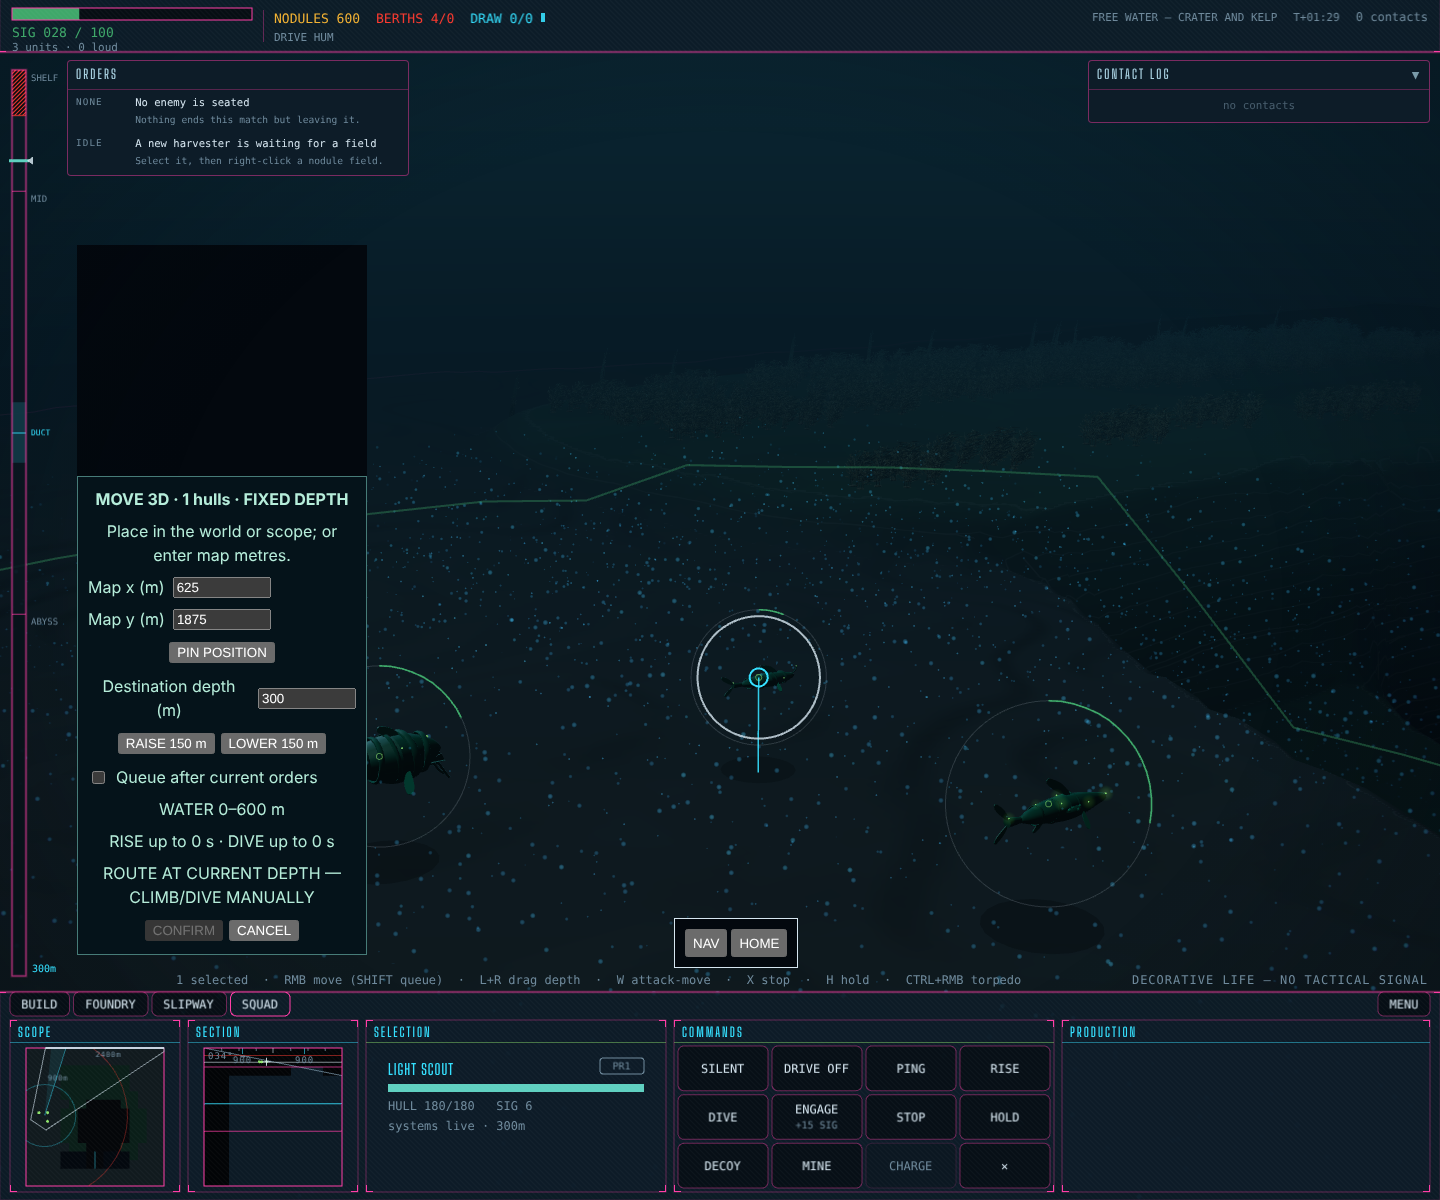 SIG 028 / 100
3 units · 0 loud
NODULES 600 BERTHS 4/0 DRAW 0/0
DRIVE HUM
FREE WATER — CRATER AND KELP T+01:29 0 contacts
SHELF
MID
DUCT
ABYSS
300m
ORDERS
NONE No enemy is seated
Nothing ends this match but leaving it.
IDLE A new harvester is waiting for a field
Select it, then right-click a nodule field.
CONTACT LOG ▼
no contacts
MOVE 3D · 1 hulls · FIXED DEPTH
Place in the world or scope; or
enter map metres.
Map x (m) 625
Map y (m) 1875
PIN POSITION
Destination depth
(m) 300
RAISE 150 m LOWER 150 m
Queue after current orders
WATER 0–600 m
RISE up to 0 s · DIVE up to 0 s
ROUTE AT CURRENT DEPTH —
CLIMB/DIVE MANUALLY
CONFIRM CANCEL
NAV HOME
1 selected · RMB move (SHIFT queue) · L+R drag depth · W attack-move · X stop · H hold · CTRL+RMB torpedo
DECORATIVE LIFE — NO TACTICAL SIGNAL
BUILD FOUNDRY SLIPWAY SQUAD MENU
SCOPE
2400m
900m
SECTION
034° 900 900
SELECTION
LIGHT SCOUT PR1
HULL 180/180 SIG 6
systems live · 300m
COMMANDS
SILENT DRIVE OFF PING RISE
DIVE ENGAGE STOP HOLD
+15 SIG
DECOY MINE CHARGE ×
PRODUCTION